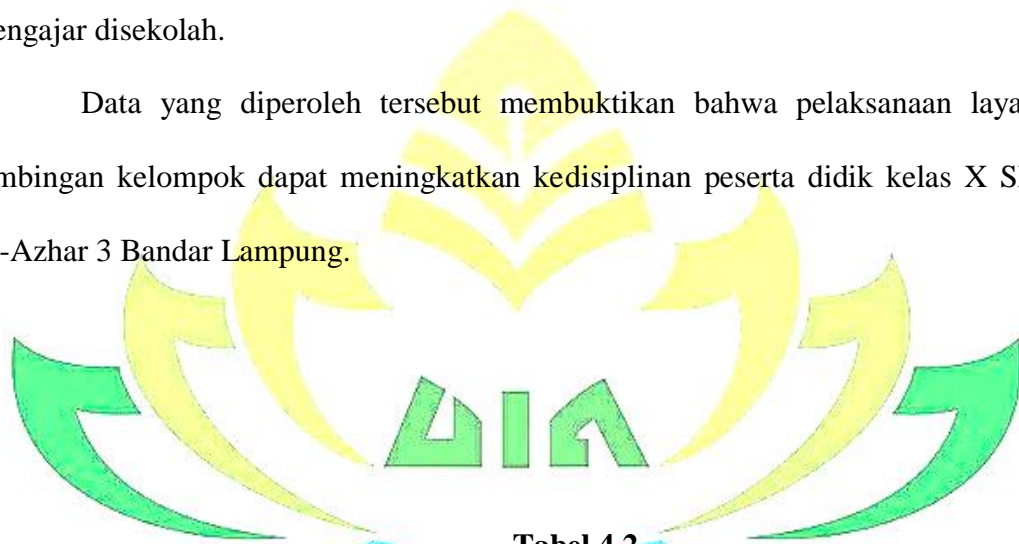 engajar disekolah.
Data yang diperoleh tersebut membuktikan bahwa pelaksanaan laya
mbingan kelompok dapat meningkatkan kedisiplinan peserta didik kelas X S
-Azhar 3 Bandar Lampung.
UIN
Tabel 4.2